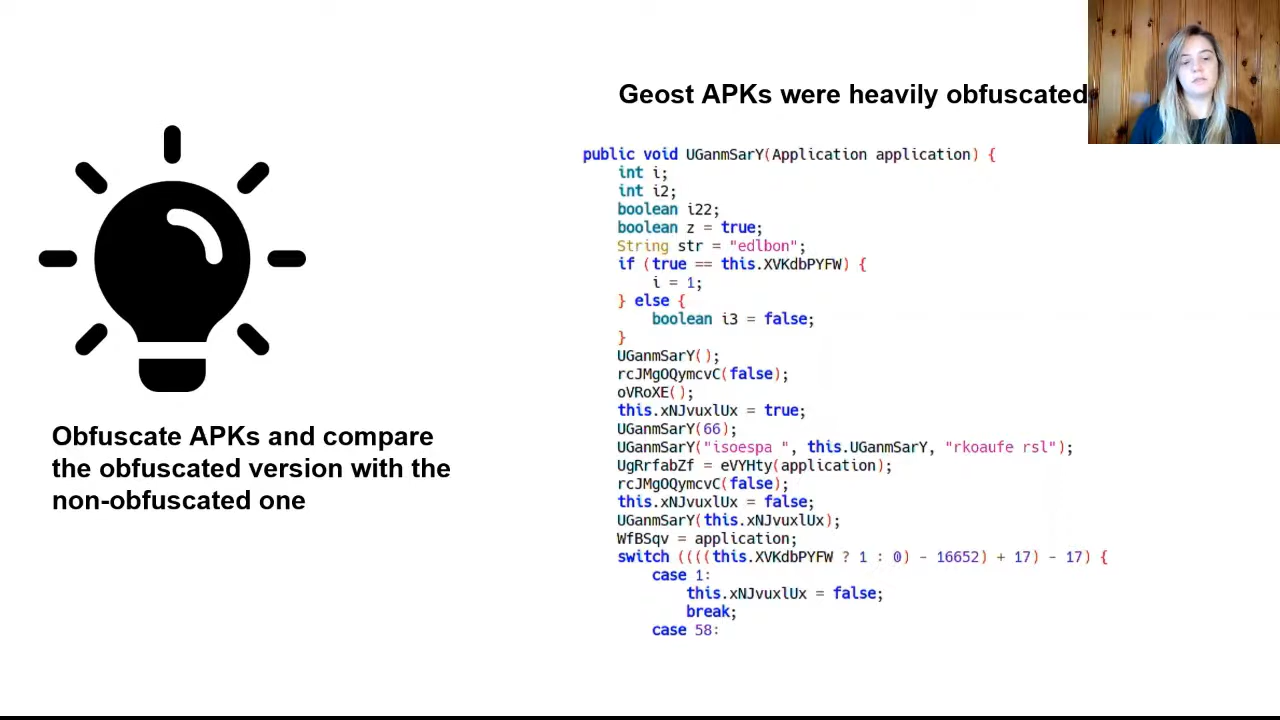 Geost APKs were heavily obfuscated
public void UGanmSarY(Application application) {
int i;
int i2;
boolean i22;
boolean z = true;
String str = "edlbon";
if (true == this.XVKdbPYFW) {
i = 1;
} else {
boolean i3 = false;
}
UGanmSarY();
rcJMgOQymcvC(false);
oVRoXE();
this.xNJvuxlUx = true;
UGanmSarY(66);
UGanmSarY("isoespa ", this.UGanmSarY, "rkoaufe rsl");
UgRrfabZf = eVYHty(application);
rcJMgOQymcvC(false);
this.xNJvuxlUx = false;
UGanmSarY(this.xNJvuxlUx);
WfBSqv = application;
switch ((((this.XVKdbPYFW ? 1 : 0) - 16652) + 17) - 17) {
case 1:
this.xNJvuxlUx = false;
break;
case 58:
Obfuscate APKs and compare
the obfuscated version with the
non-obfuscated one